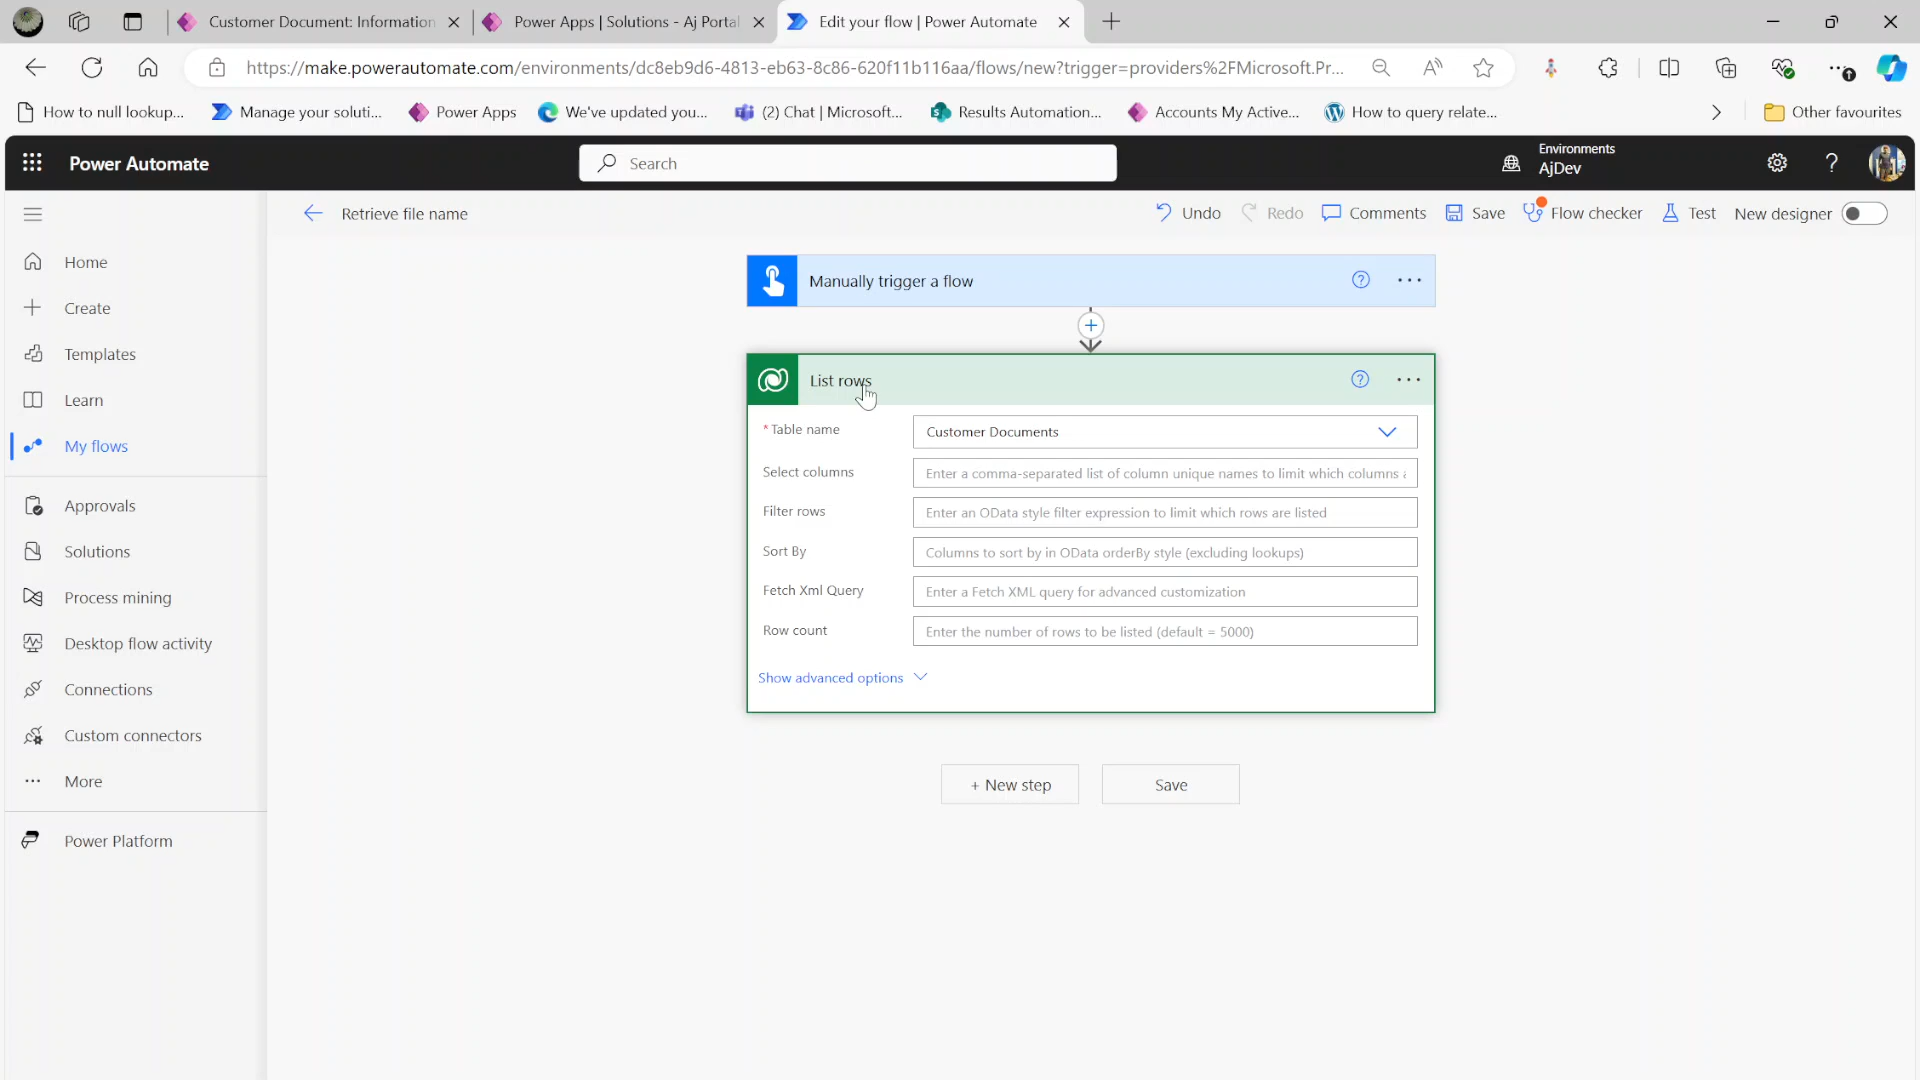 Customer Document: Information
Power Apps | Solutions - Aj Portal
Edit your flow | Power Automate
https://make.powerautomate.com/environments/dc8eb9d6-4813-eb63-8c86-620f11b116aa/flows/new?trigger=providers%2FMicrosoft.Pr...
How to null lookup...
Manage your soluti...
Power Apps
We've updated you...
(2) Chat | Microsoft...
Results Automation...
Accounts My Active...
How to query relate...
Other favourites
Power Automate
Search
Environments
AjDev
Retrieve file name
Undo
Redo
Comments
Save
Flow checker
Test
New designer
Home
Create
Templates
Learn
My flows
Approvals
Solutions
Process mining
Desktop flow activity
Connections
Custom connectors
More
Power Platform
Manually trigger a flow
List rows
* Table name
Customer Documents
Select columns
Enter a comma-separated list of column unique names to limit which columns a
Filter rows
Enter an OData style filter expression to limit which rows are listed
Sort By
Columns to sort by in OData orderBy style (excluding lookups)
Fetch Xml Query
Enter a Fetch XML query for advanced customization
Row count
Enter the number of rows to be listed (default = 5000)
Show advanced options
+ New step
Save